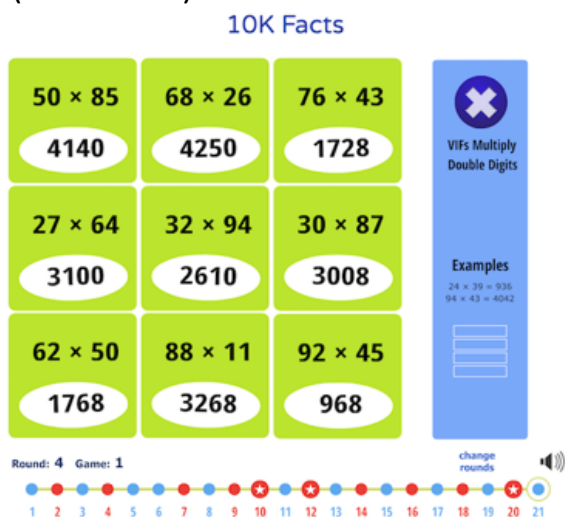 10K Facts
50 × 85 68 × 26 76 × 43
4140 4250 1728
27 × 64 32 × 94 30 × 87
3100 2610 3008
62 × 50 88 × 11 92 × 45
1768 3268 968
VIFs Multiply
Double Digits
Examples
24 × 39 = 936
94 × 43 = 4042
Round: 4 Game: 1
change
rounds
1 2 3 4 5 6 7 8 9 10 11 12 13 14 15 16 17 18 19 20 21